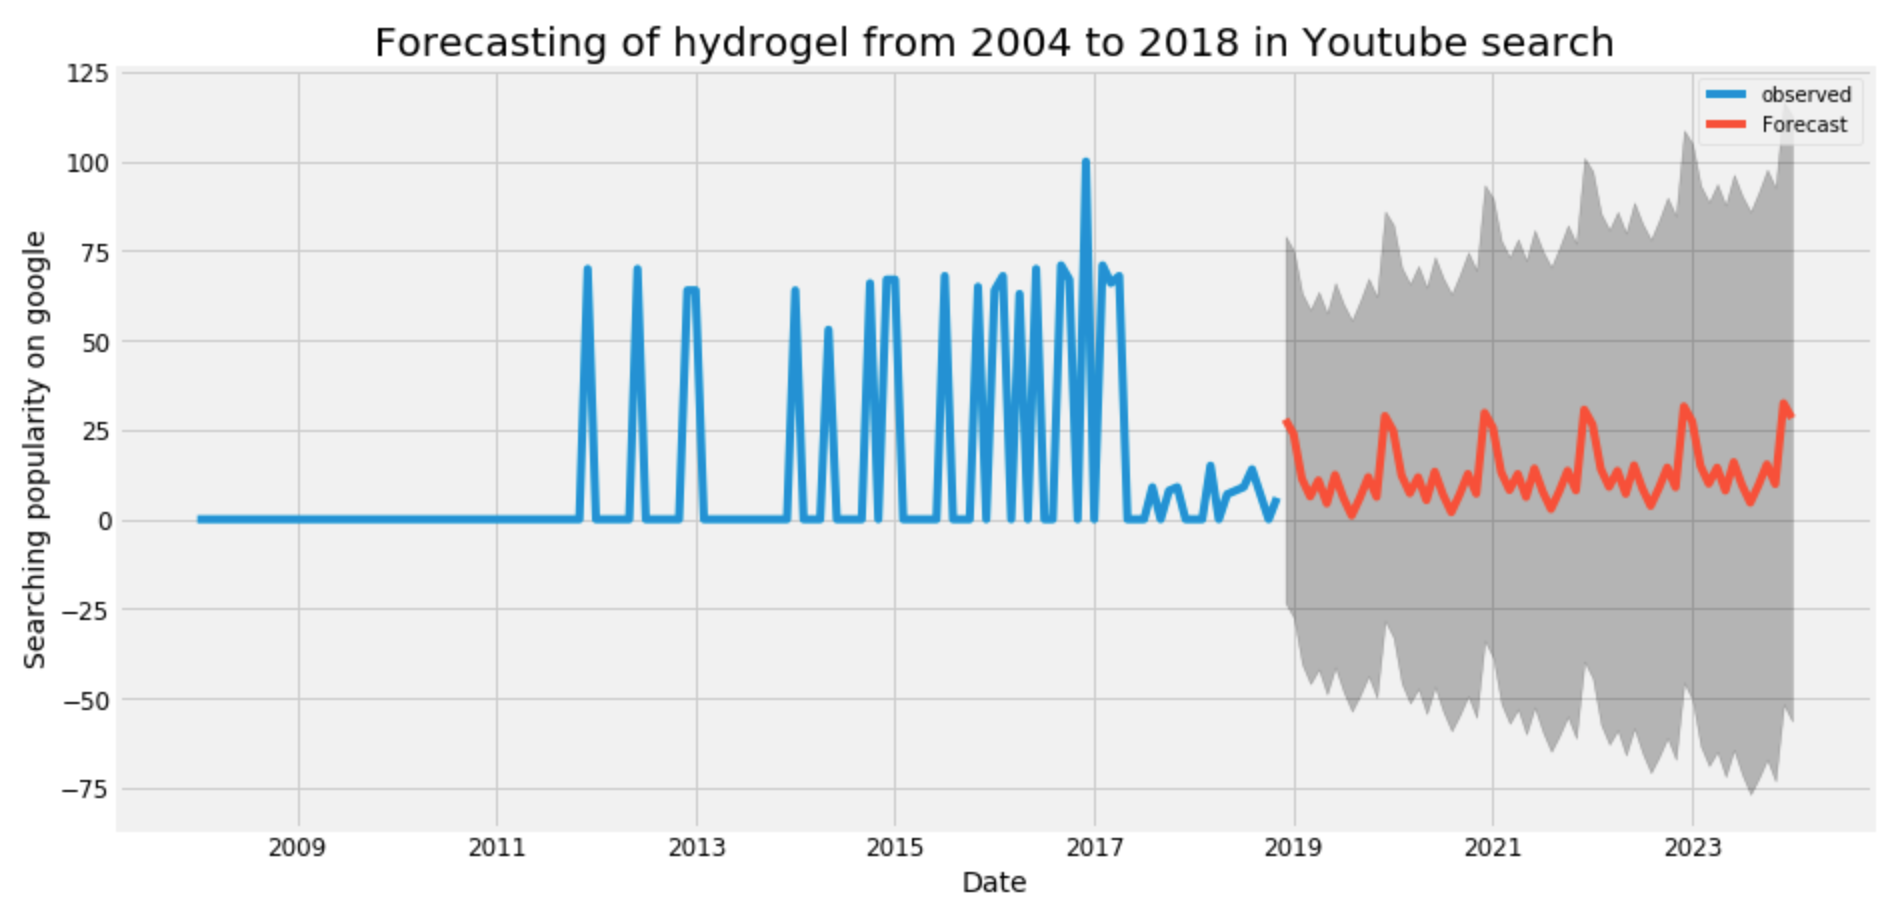 Forecasting of hydrogel from 2004 to 2018 in Youtube search
observed
Forecast
Searching popularity on google
125
100
75
50
25
0
−25
−50
−75
2009 2011 2013 2015 2017 2019 2021 2023
Date